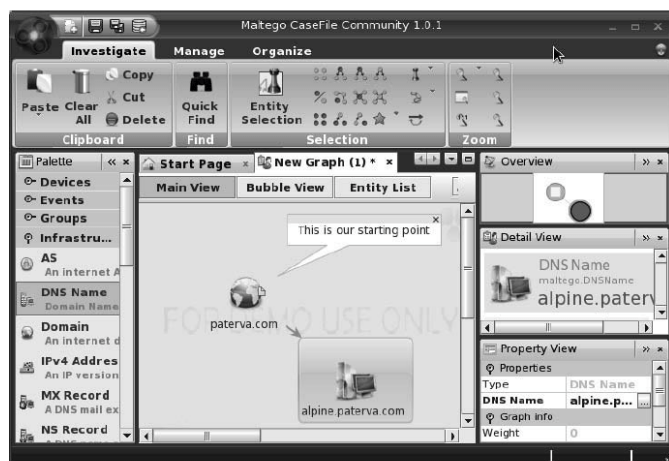 Maltego CaseFile Community 1.0.1
Investigate Manage Organize
Paste Clear All Copy Cut Delete
Clipboard
Quick Find
Find
Entity Selection
Selection
Zoom
Palette
Devices
Events
Groups
Infrastru...
AS
An internet A
DNS Name
Domain Name
Domain
An internet d
IPv4 Addres
An IP version
MX Record
A DNS mail ex
NS Record
Start Page New Graph (1) *
Main View Bubble View Entity List
This is our starting point
FOR DEMO USE ONLY
paterva.com
alpine.paterva.com
Overview
Detail View
DNS Name
maltego.DNSName
alpine.paterv
Property View
Properties
Type DNS Name
DNS Name alpine.p... ...
Graph info
Weight 0